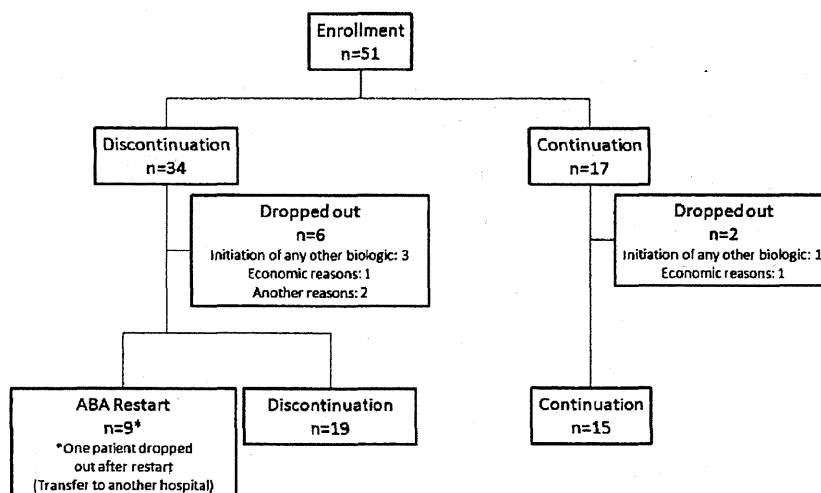 Enrollment
n=51
Discontinuation
n=34
Continuation
n=17
Dropped out
n=6
Initiation of any other biologic: 3
Economic reasons: 1
Another reasons: 2
Dropped out
n=2
Initiation of any other biologic: 1
Economic reasons: 1
ABA Restart
n=9*
*One patient dropped
out after restart
(Transfer to another hospital)
Discontinuation
n=19
Continuation
n=15